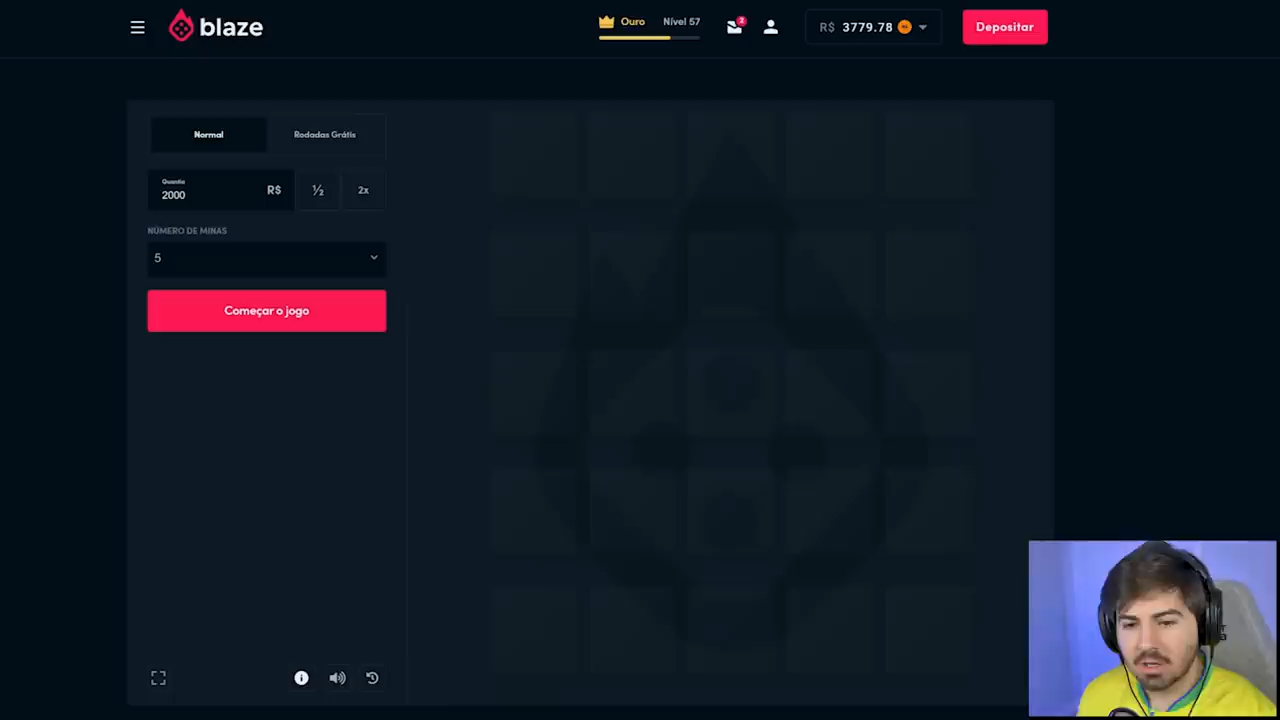 blaze
Ouro Nível 57
2
R$ 3779.78
Depositar
Normal Rodadas Grátis
Quantia
2000 R$ ½ 2x
NÚMERO DE MINAS
5
Começar o jogo